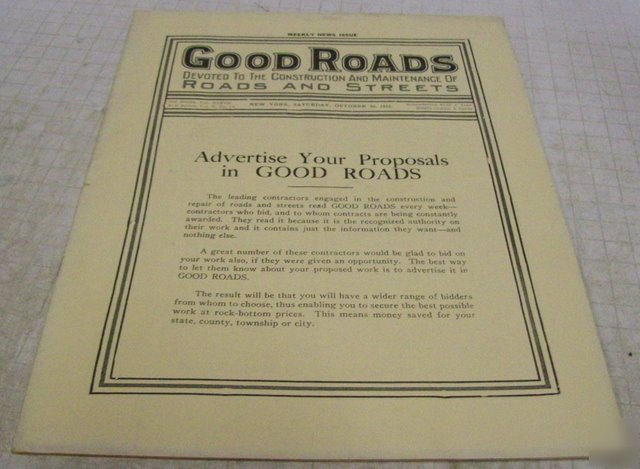 WEEKLY NEWS ISSUE
GOOD ROADS
DEVOTED TO THE CONSTRUCTION AND MAINTENANCE OF
ROADS AND STREETS
NEW YORK, SATURDAY, OCTOBER
Advertise Your Proposals
in GOOD ROADS
The leading contractors engaged in the construction and
repair of roads and streets read GOOD ROADS every week—
contractors who bid, and to whom contracts are being constantly
awarded. They read it because it is the recognized authority on
their work and it contains just the information they want—and
nothing else.
A great number of these contractors would be glad to bid on
your work also, if they were given an opportunity. The best way
to let them know about your proposed work is to advertise it in
GOOD ROADS.
The result will be that you will have a wider range of bidders
from whom to choose, thus enabling you to secure the best possible
work at rock-bottom prices. This means money saved for your
state, county, township or city.